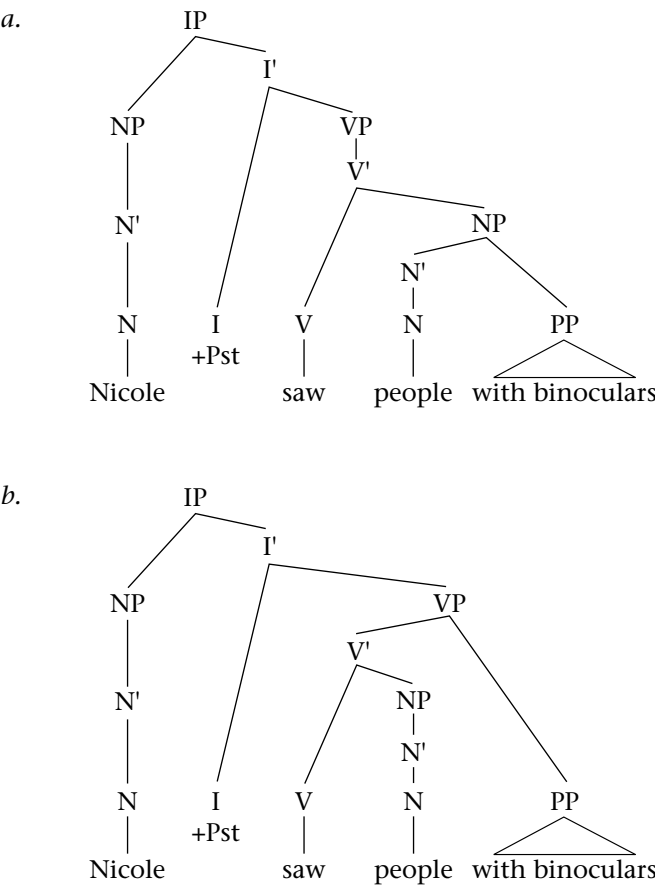 a.
IP
I'
NP VP
V'
N' NP
N'
N I V N PP
+Pst
Nicole saw people with binoculars
b.
IP
I'
NP VP
V'
N' NP
N'
N I V N PP
+Pst
Nicole saw people with binoculars